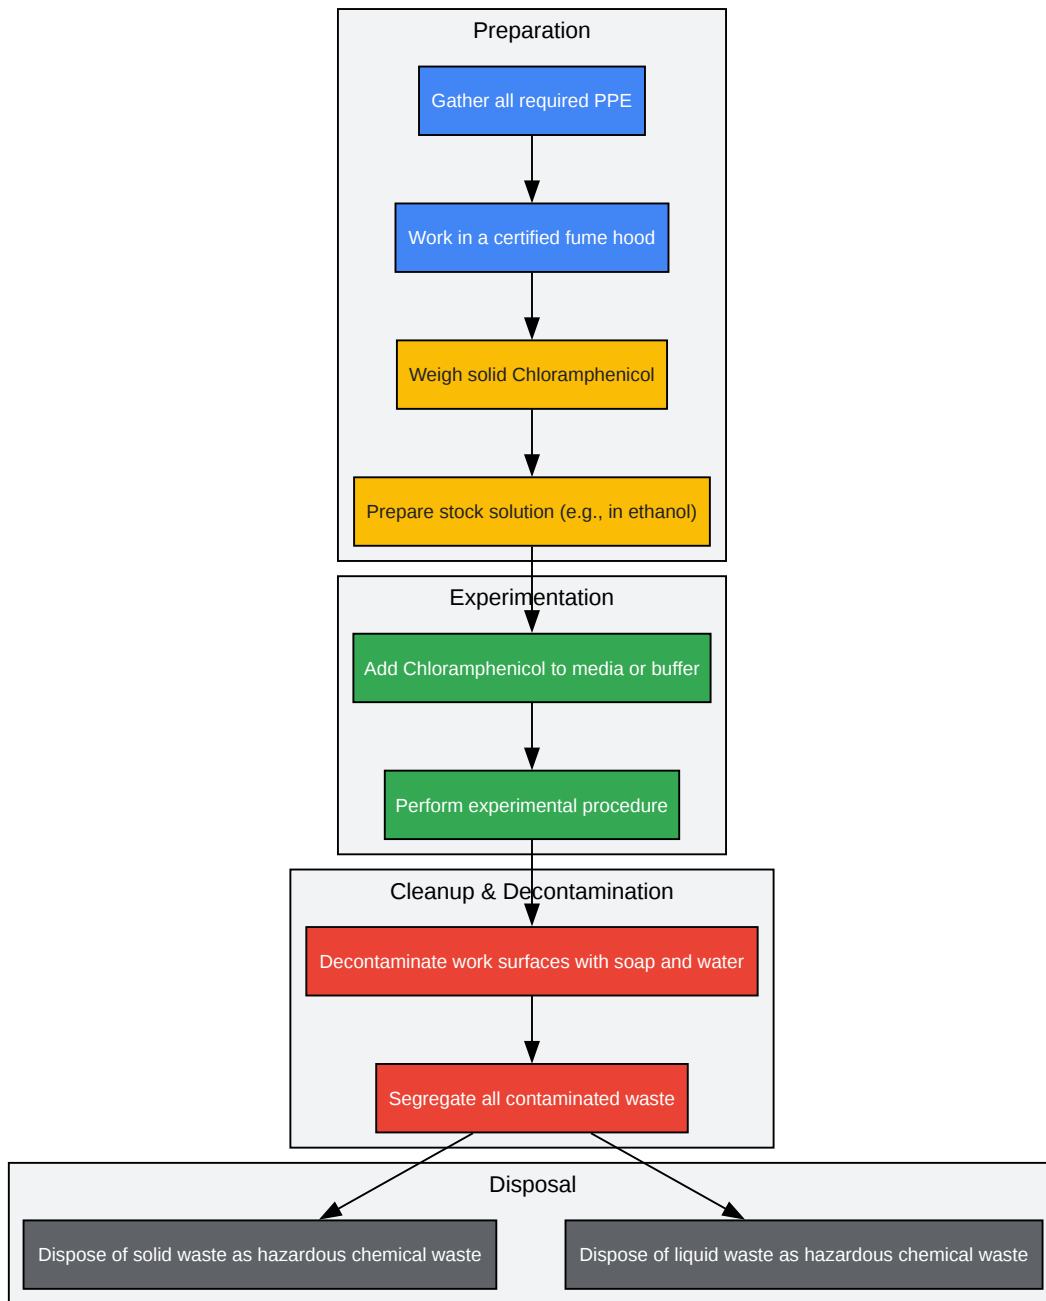 Preparation
Gather all required PPE
Work in a certified fume hood
Weigh solid Chloramphenicol
Prepare stock solution (e.g., in ethanol)
Experimentation
Add Chloramphenicol to media or buffer
Perform experimental procedure
Cleanup & Decontamination
Decontaminate work surfaces with soap and water
Segregate all contaminated waste
Disposal
Dispose of solid waste as hazardous chemical waste
Dispose of liquid waste as hazardous chemical waste